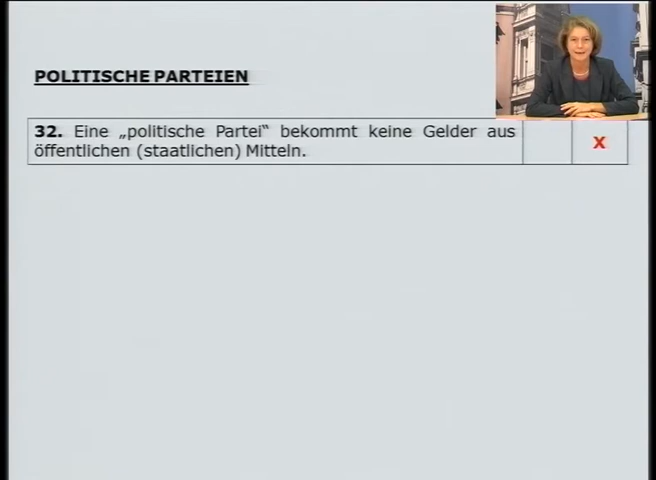 POLITISCHE PARTEIEN
32. Eine „politische Partei“ bekommt keine Gelder aus
öffentlichen (staatlichen) Mitteln.
X